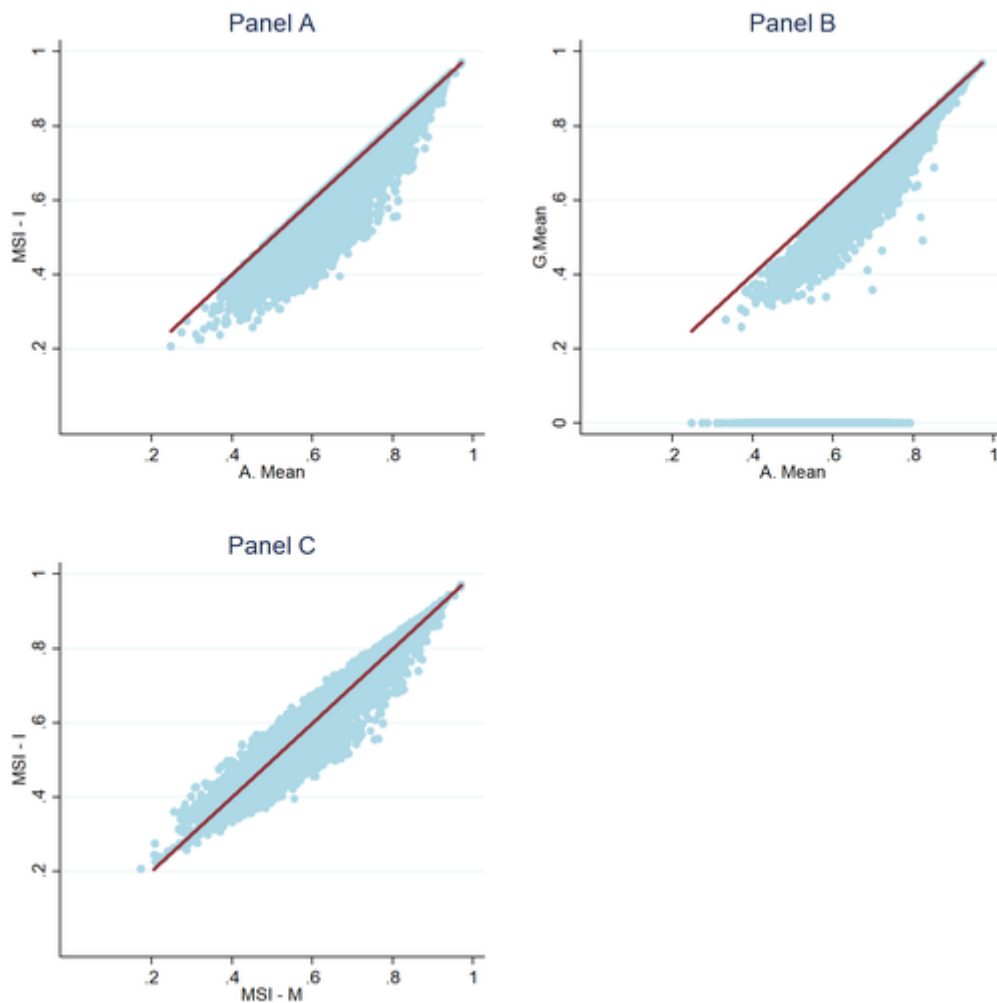 Panel A
MSI - I
1
.8
.6
.4
.2
.2 .4 .6 .8 1
A. Mean
Panel B
G.Mean
1
.8
.6
.4
.2
0
.2 .4 .6 .8 1
A. Mean
Panel C
MSI - I
1
.8
.6
.4
.2
.2 .4 .6 .8 1
MSI - M